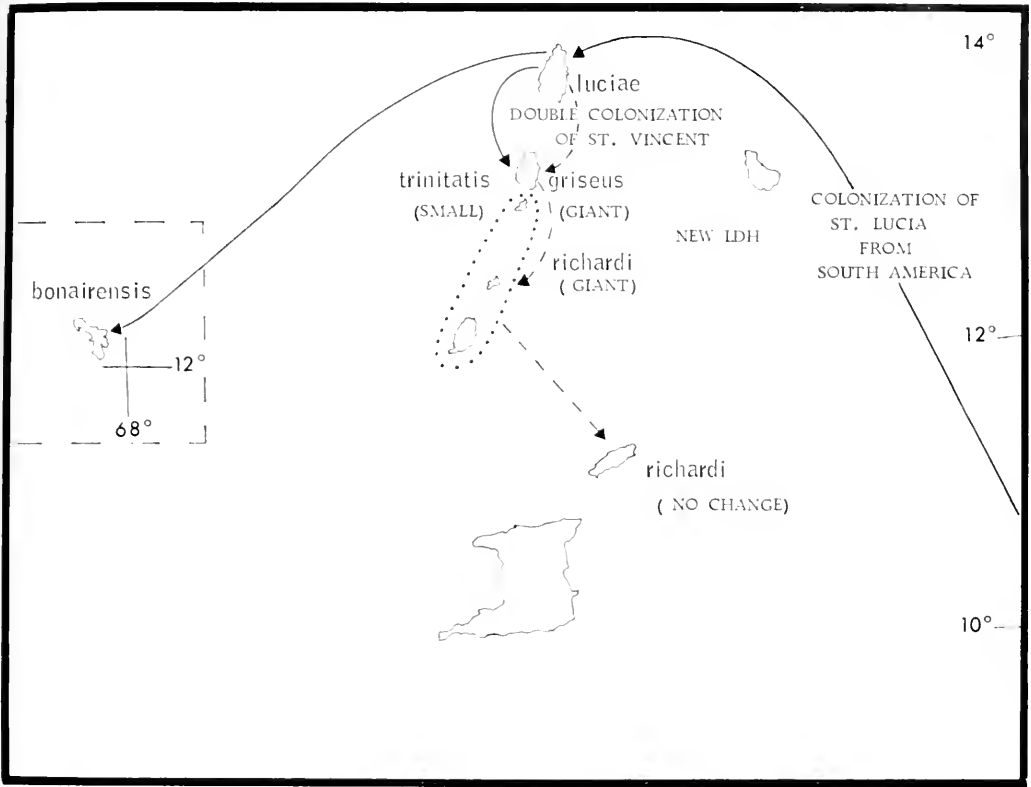 14°
luciae
DOUBLE COLONIZATION
OF ST. VINCENT
trinitatis
(SMALL)
griseus
(GIANT)
COLONIZATION OF
ST. LUCIA
FROM
SOUTH AMERICA
NEW LDH
richardi
( GIANT)
bonairensis
12°
12°
68°
richardi
( NO CHANGE)
10°